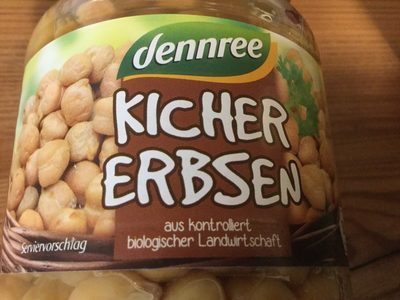 dennree
KICHER
ERBSEN
aus kontrolliert
biologischer Landwirtschaft
Serviervorschlag